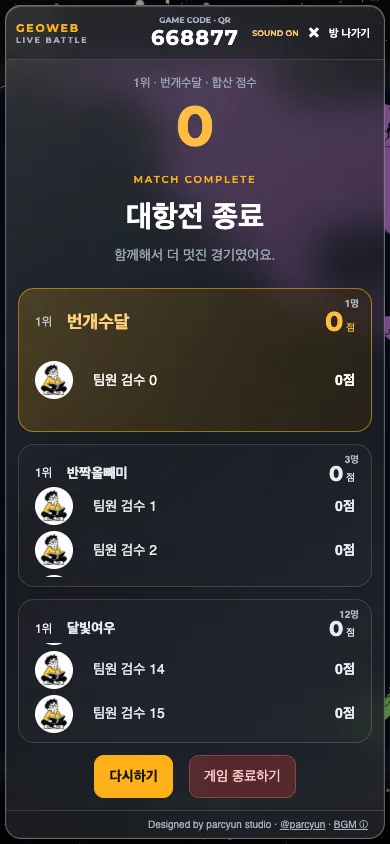 GEOWEB
LIVE BATTLE
GAME CODE · QR
668877
SOUND ON
✕
방 나가기
1위 · 번개수달 · 합산 점수
0
MATCH COMPLETE
대항전 종료
함께해서 더 멋진 경기였어요.
1명
1위 번개수달 0점
팀원 검수 0 0점
3명
1위 반짝올빼미 0점
팀원 검수 1 0점
팀원 검수 2 0점
12명
1위 달빛여우 0점
팀원 검수 14 0점
팀원 검수 15 0점
다시하기 게임 종료하기
Designed by parcyun studio · @parcyun · BGM ⓘ